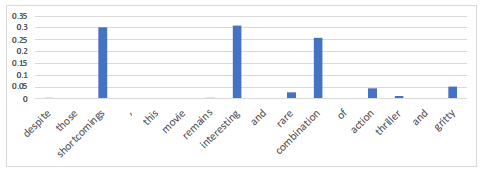 0.35
0.3
0.25
0.2
0.15
0.1
0.05
0
despite
those
shortcomings
,
this
movie
remains
interesting
and
rare
combination
of
action
thriller
and
gritty